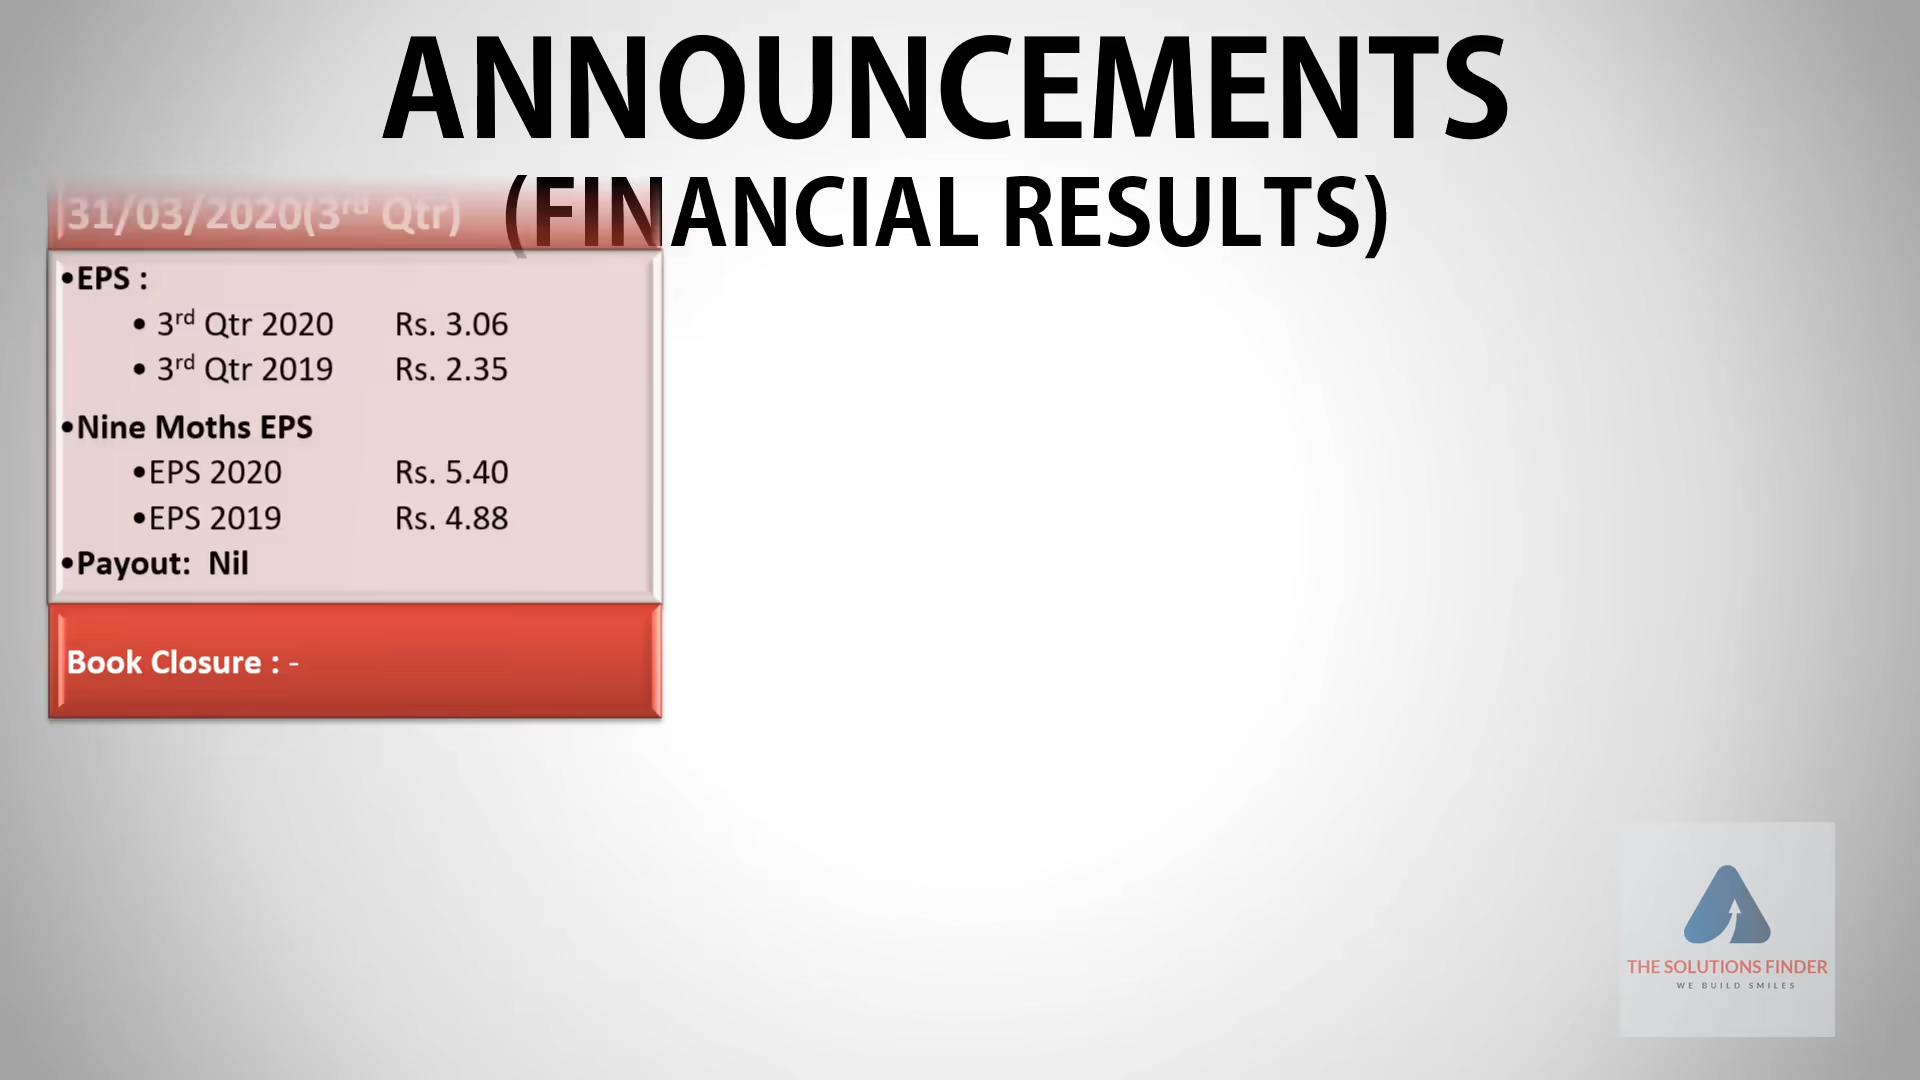 ANNOUNCEMENTS
(FINANCIAL RESULTS)
31/03/2020(3rd Qtr)
•EPS :
• 3rd Qtr 2020 Rs. 3.06
• 3rd Qtr 2019 Rs. 2.35
•Nine Moths EPS
•EPS 2020 Rs. 5.40
•EPS 2019 Rs. 4.88
•Payout: Nil
Book Closure : -
THE SOLUTIONS FINDER
WE BUILD SMILES